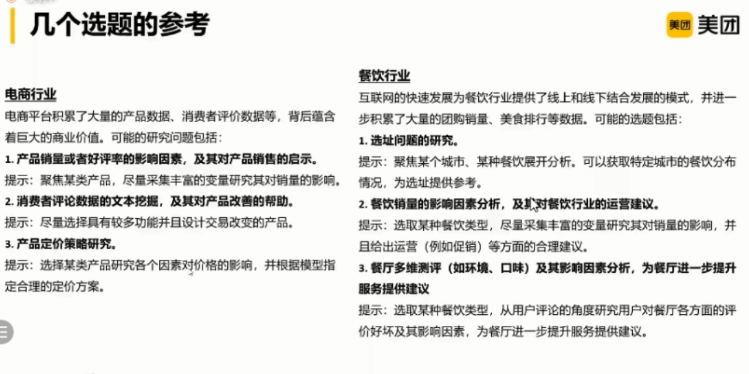 几个选题的参考
美团 美团
电商行业
电商平台积累了大量的产品数据、消费者评价数据等，背后蕴含
着巨大的商业价值。可能的研究问题包括：
1. 产品销量或者好评率的影响因素，及其对产品销售的启示。
提示：聚焦某类产品，尽量采集丰富的变量研究其对销量的影响。
2. 消费者评论数据的文本挖掘，及其对产品改善的帮助。
提示：尽量选择具有较多功能并且设计交易改变的产品。
3. 产品定价策略研究。
提示：选择某类产品研究各个因素对价格的影响，并根据模型指
定合理的定价方案。
餐饮行业
互联网的快速发展为餐饮行业提供了线上和线下结合发展的模式，并进一
步积累了大量的团购销量、美食排行等数据。可能的选题包括：
1. 选址问题的研究。
提示：聚焦某个城市、某种餐饮展开分析。可以获取特定城市的餐饮分布
情况，为选址提供参考。
2. 餐饮销量的影响因素分析，及其对餐饮行业的运营建议。
提示：选取某种餐饮类型，尽量采集丰富的变量研究其对销量的影响，并
且给出运营（例如促销）等方面的合理建议。
3. 餐厅多维测评（如环境、口味）及其影响因素分析，为餐厅进一步提升
服务提供建议
提示：选取某种餐饮类型，从用户评论的角度研究用户对餐厅各方面的评
价好坏及其影响因素，为餐厅进一步提升服务提供建议。